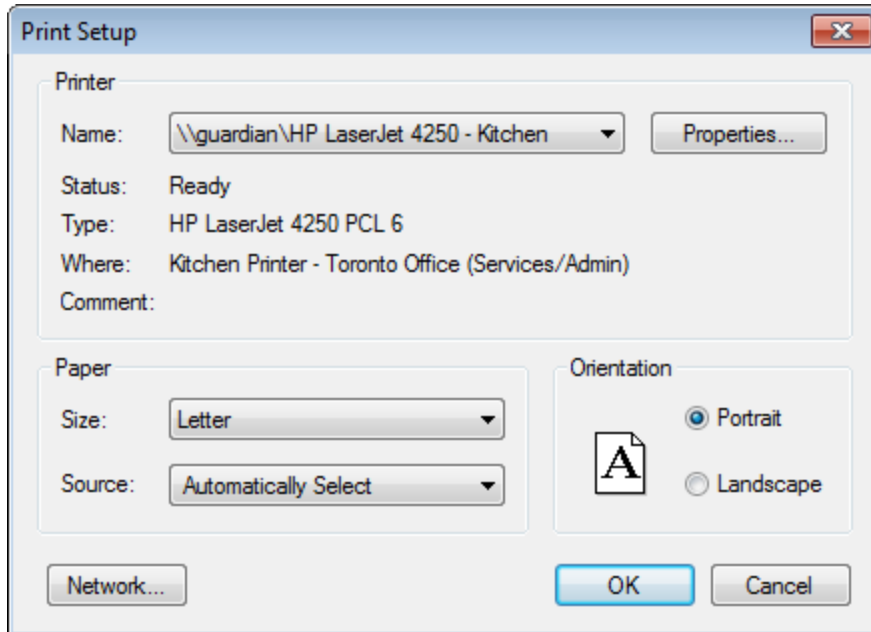 Print Setup
Printer
Name: \\guardian\HP LaserJet 4250 - Kitchen Properties...
Status: Ready
Type: HP LaserJet 4250 PCL 6
Where: Kitchen Printer - Toronto Office (Services/Admin)
Comment:
Paper
Size: Letter
Source: Automatically Select
Orientation
A
Portrait
Landscape
Network... OK Cancel